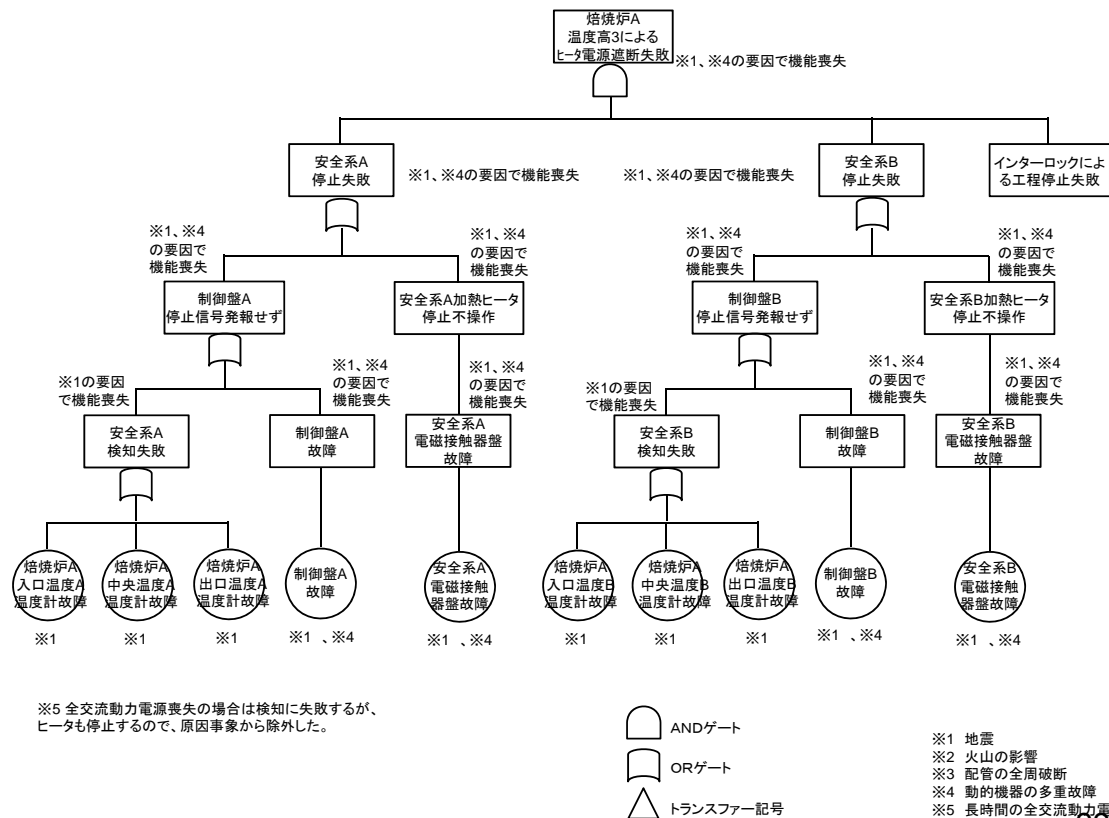 焙焼炉A
温度高3による
ヒータ電源遮断失敗
※1、※4の要因で機能喪失
安全系A
停止失敗
※1、※4の要因で機能喪失
※1、※4の要因で機能喪失
安全系B
停止失敗
インターロックによ
る工程停止失敗
※1、※4
の要因で
機能喪失
※1、※4
の要因で
機能喪失
※1、※4
の要因で
機能喪失
※1、※4
の要因で
機能喪失
制御盤A
停止信号発報せず
安全系A加熱ヒータ
停止不操作
制御盤B
停止信号発報せず
安全系B加熱ヒータ
停止不操作
※1の要因
で機能喪失
※1、※4
の要因で
機能喪失
※1、※4
の要因で
機能喪失
※1の要因
で機能喪失
※1、※4
の要因で
機能喪失
※1、※4
の要因で
機能喪失
安全系A
検知失敗
制御盤A
故障
安全系A
電磁接触器盤
故障
安全系B
検知失敗
制御盤B
故障
安全系B
電磁接触器盤
故障
焙焼炉A
入口温度A
温度計故障
焙焼炉A
中央温度A
温度計故障
焙焼炉A
出口温度A
温度計故障
制御盤A
故障
安全系A
電磁接触
器盤故障
焙焼炉A
入口温度B
温度計故障
焙焼炉A
中央温度B
温度計故障
焙焼炉A
出口温度B
温度計故障
制御盤B
故障
安全系B
電磁接触
器盤故障
※1
※1
※1
※1 、※4
※1 、※4
※1
※1
※1
※1 、※4
※1 、※4
※5 全交流動力電源喪失の場合は検知に失敗するが、
ヒータも停止するので、原因事象から除外した。
ANDゲート
ORゲート
トランスファー記号
※1 地震
※2 火山の影響
※3 配管の全周破断
※4 動的機器の多重故障
※5 長時間の全交流動力電